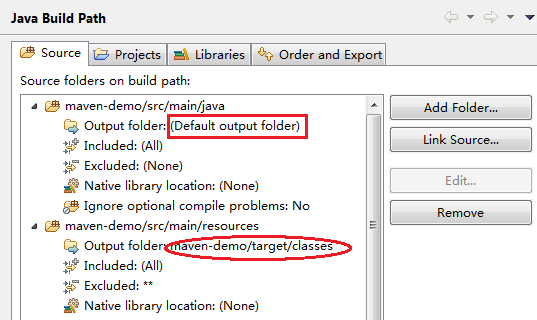 Java Build Path
Source Projects Libraries Order and Export
Source folders on build path:
maven-demo/src/main/java
Output folder: (Default output folder)
Included: (All)
Excluded: (None)
Native library location: (None)
Ignore optional compile problems: No
maven-demo/src/main/resources
Output folder: maven-demo/target/classes
Included: (All)
Excluded: **
Native library location: (None)
Add Folder...
Link Source...
Edit...
Remove